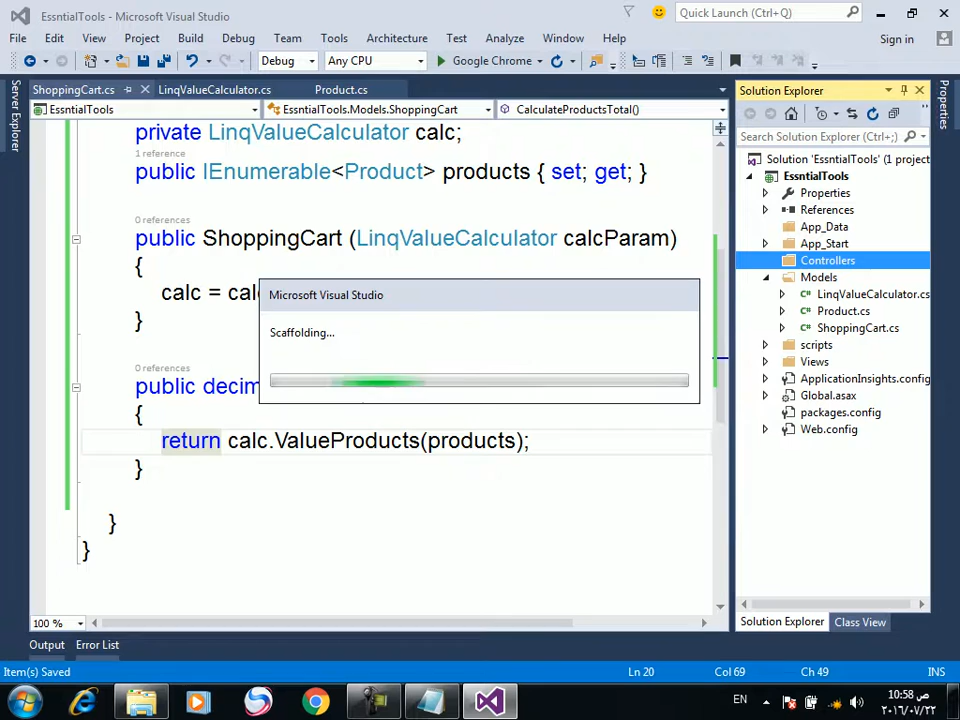 EssntialTools - Microsoft Visual Studio
Quick Launch (Ctrl+Q)
File Edit View Project Build Debug Team Tools Architecture Test Analyze Window Help
Sign in
Debug Any CPU Google Chrome
ShoppingCart.cs LinqValueCalculator.cs Product.cs
EssntialTools EssntialTools.Models.ShoppingCart CalculateProductsTotal()
Server Explorer
private LinqValueCalculator calc;
1 reference
public IEnumerable<Product> products { set; get; }
0 references
public ShoppingCart (LinqValueCalculator calcParam)
{
calc = cal
}
0 references
public decim
{
return calc.ValueProducts(products);
}
}
}
Microsoft Visual Studio
Scaffolding...
100 %
Solution Explorer
Search Solution Explorer (Ctrl+;)
Solution 'EssntialTools' (1 project
EssntialTools
Properties
References
App_Data
App_Start
Controllers
Models
LinqValueCalculator.cs
Product.cs
ShoppingCart.cs
scripts
Views
ApplicationInsights.config
Global.asax
packages.config
Web.config
Solution Explorer Class View
Properties
Output Error List
Item(s) Saved Ln 20 Col 69 Ch 49 INS
EN
10:58 ص
٢٠١٦/٠٧/٢٢